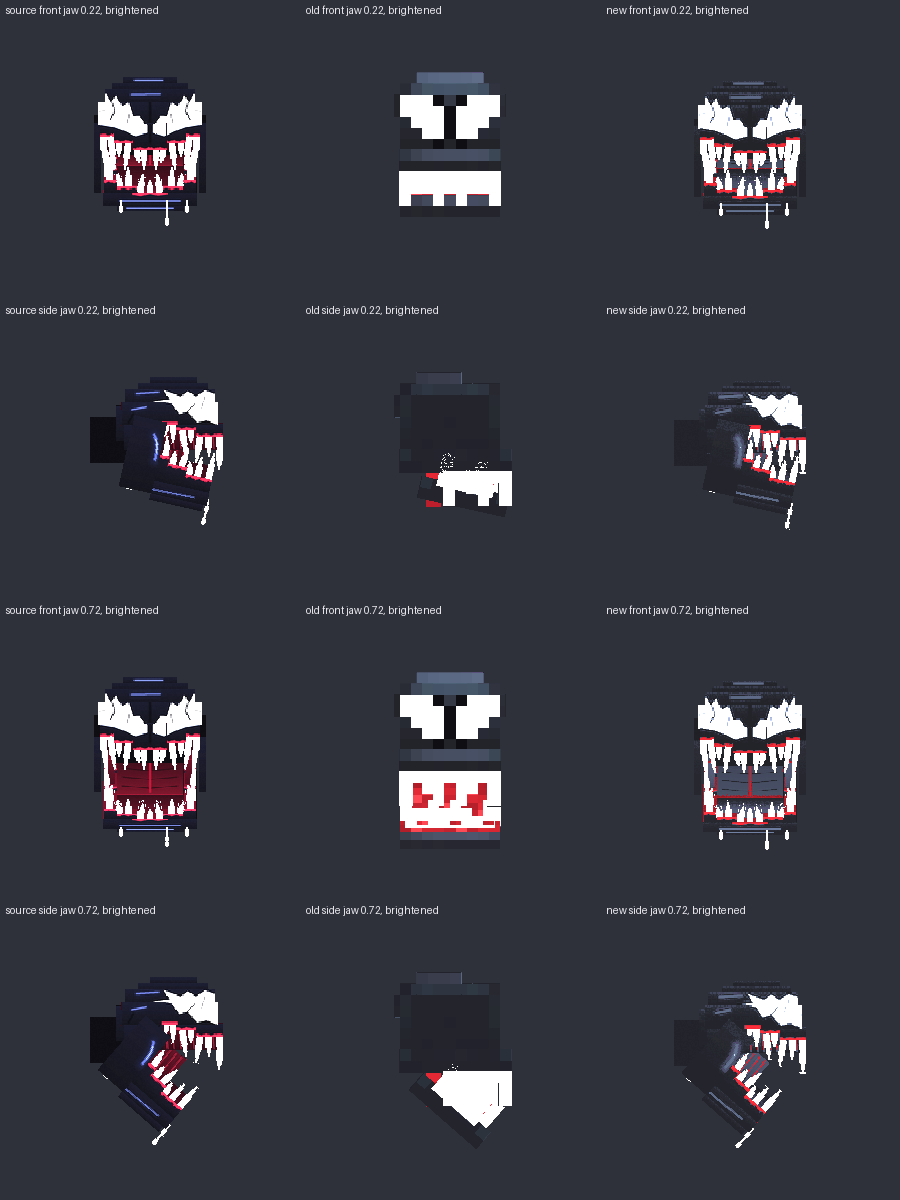 source front jaw 0.22, brightened
old front jaw 0.22, brightened
new front jaw 0.22, brightened
source side jaw 0.22, brightened
old side jaw 0.22, brightened
new side jaw 0.22, brightened
source front jaw 0.72, brightened
old front jaw 0.72, brightened
new front jaw 0.72, brightened
source side jaw 0.72, brightened
old side jaw 0.72, brightened
new side jaw 0.72, brightened